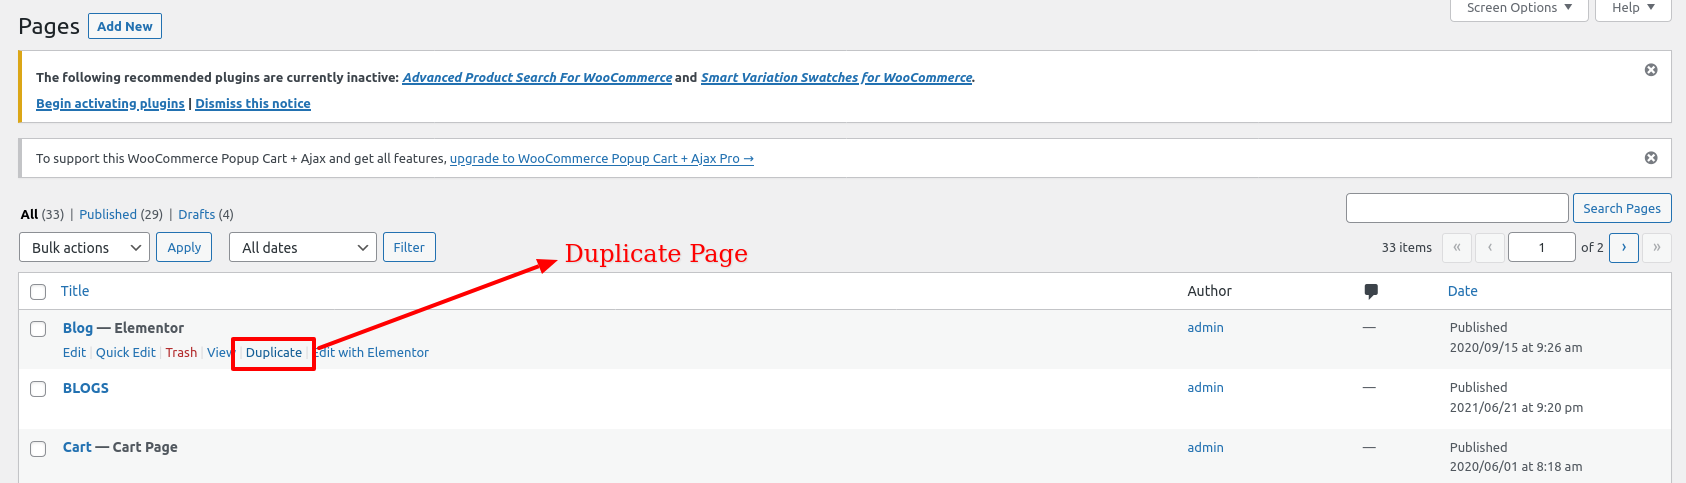 Pages Add New Screen Options Help
The following recommended plugins are currently inactive: Advanced Product Search For WooCommerce and Smart Variation Swatches for WooCommerce.
Begin activating plugins | Dismiss this notice
To support this WooCommerce Popup Cart + Ajax and get all features, upgrade to WooCommerce Popup Cart + Ajax Pro →
All (33) | Published (29) | Drafts (4) Search Pages
Bulk actions Apply All dates Filter Duplicate Page 33 items « ‹ 1 of 2 › »
Title Author Date
Blog — Elementor admin — Published
2020/09/15 at 9:26 am
Edit | Quick Edit | Trash | View | Duplicate | Edit with Elementor
BLOGS admin — Published
2021/06/21 at 9:20 pm
Cart — Cart Page admin — Published
2020/06/01 at 8:18 am